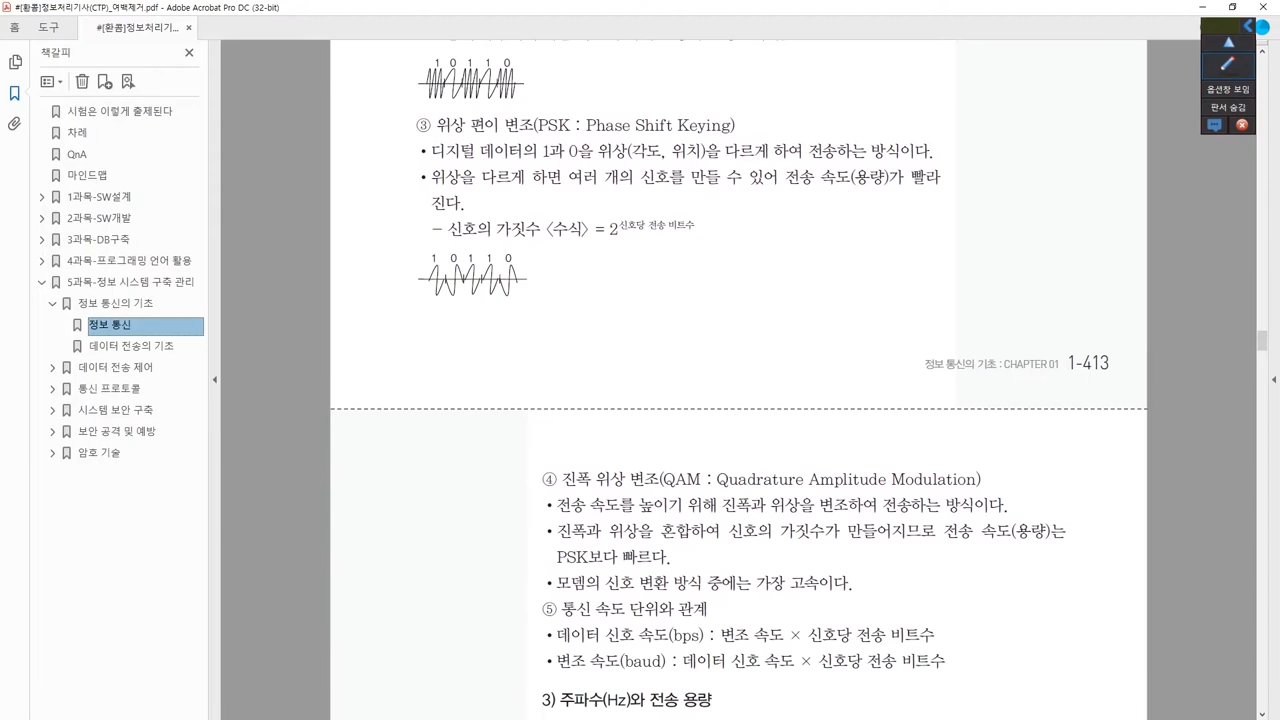 #[환콤]정보처리기사(CTP)_여백제거.pdf - Adobe Acrobat Pro DC (32-bit)
홈
도구
#[환콤]정보처리기...
책갈피
옵션창 보임
판서 숨김
시험은 이렇게 출제된다
차례
QnA
마인드맵
1과목-SW설계
2과목-SW개발
3과목-DB구축
4과목-프로그래밍 언어 활용
5과목-정보 시스템 구축 관리
정보 통신의 기초
정보 통신
데이터 전송의 기초
데이터 전송 제어
통신 프로토콜
시스템 보안 구축
보안 공격 및 예방
암호 기술
1 0 1 1 0
③ 위상 편이 변조(PSK : Phase Shift Keying)
• 디지털 데이터의 1과 0을 위상(각도, 위치)을 다르게 하여 전송하는 방식이다.
• 위상을 다르게 하면 여러 개의 신호를 만들 수 있어 전송 속도(용량)가 빨라
진다.
- 신호의 가짓수 〈수식〉 = 2신호당 전송 비트수
1 0 1 1 0
정보 통신의 기초 : CHAPTER 01 1-413
④ 진폭 위상 변조(QAM : Quadrature Amplitude Modulation)
• 전송 속도를 높이기 위해 진폭과 위상을 변조하여 전송하는 방식이다.
• 진폭과 위상을 혼합하여 신호의 가짓수가 만들어지므로 전송 속도(용량)는
PSK보다 빠르다.
• 모뎀의 신호 변환 방식 중에는 가장 고속이다.
⑤ 통신 속도 단위와 관계
• 데이터 신호 속도(bps) : 변조 속도 × 신호당 전송 비트수
• 변조 속도(baud) : 데이터 신호 속도 × 신호당 전송 비트수
3) 주파수(Hz)와 전송 용량